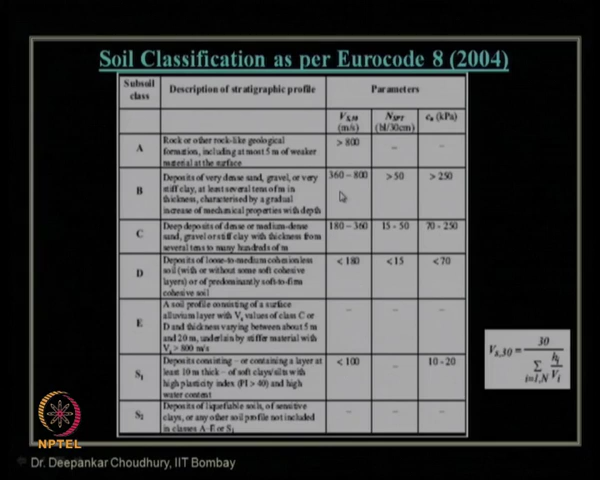 Soil Classification as per Eurocode 8 (2004)
Subsoil class
Description of stratigraphic profile
Parameters
Vs,30 (m/s)
NSPT (bl/30cm)
cu (kPa)
A
Rock or other rock-like geological
formation, including at most 5 m of weaker
material at the surface
> 800
–
–
B
Deposits of very dense sand, gravel, or very
stiff clay, at least several tens of m in
thickness, characterised by a gradual
increase of mechanical properties with depth
360 – 800
> 50
> 250
C
Deep deposits of dense or medium-dense
sand, gravel or stiff clay with thickness from
several tens to many hundreds of m
180 – 360
15 - 50
70 - 250
D
Deposits of loose-to-medium cohesionless
soil (with or without some soft cohesive
layers) or of predominantly soft-to-firm
cohesive soil
< 180
< 15
< 70
E
A soil profile consisting of a surface
alluvium layer with Vs values of class C or
D and thickness varying between about 5 m
and 20 m, underlain by stiffer material with
Vs > 800 m/s
–
–
–
S1
Deposits consisting – or containing a layer at
least 10 m thick – of soft clays/silts with
high plasticity index (PI > 40) and high
water content
< 100
–
10 - 20
S2
Deposits of liquefiable soils, of sensitive
clays, or any other soil profile not included
in classes A–E or S1
–
–
–
Vs,30 = 30 / Σ i=1,N hi / Vi
NPTEL
Dr. Deepankar Choudhury, IIT Bombay